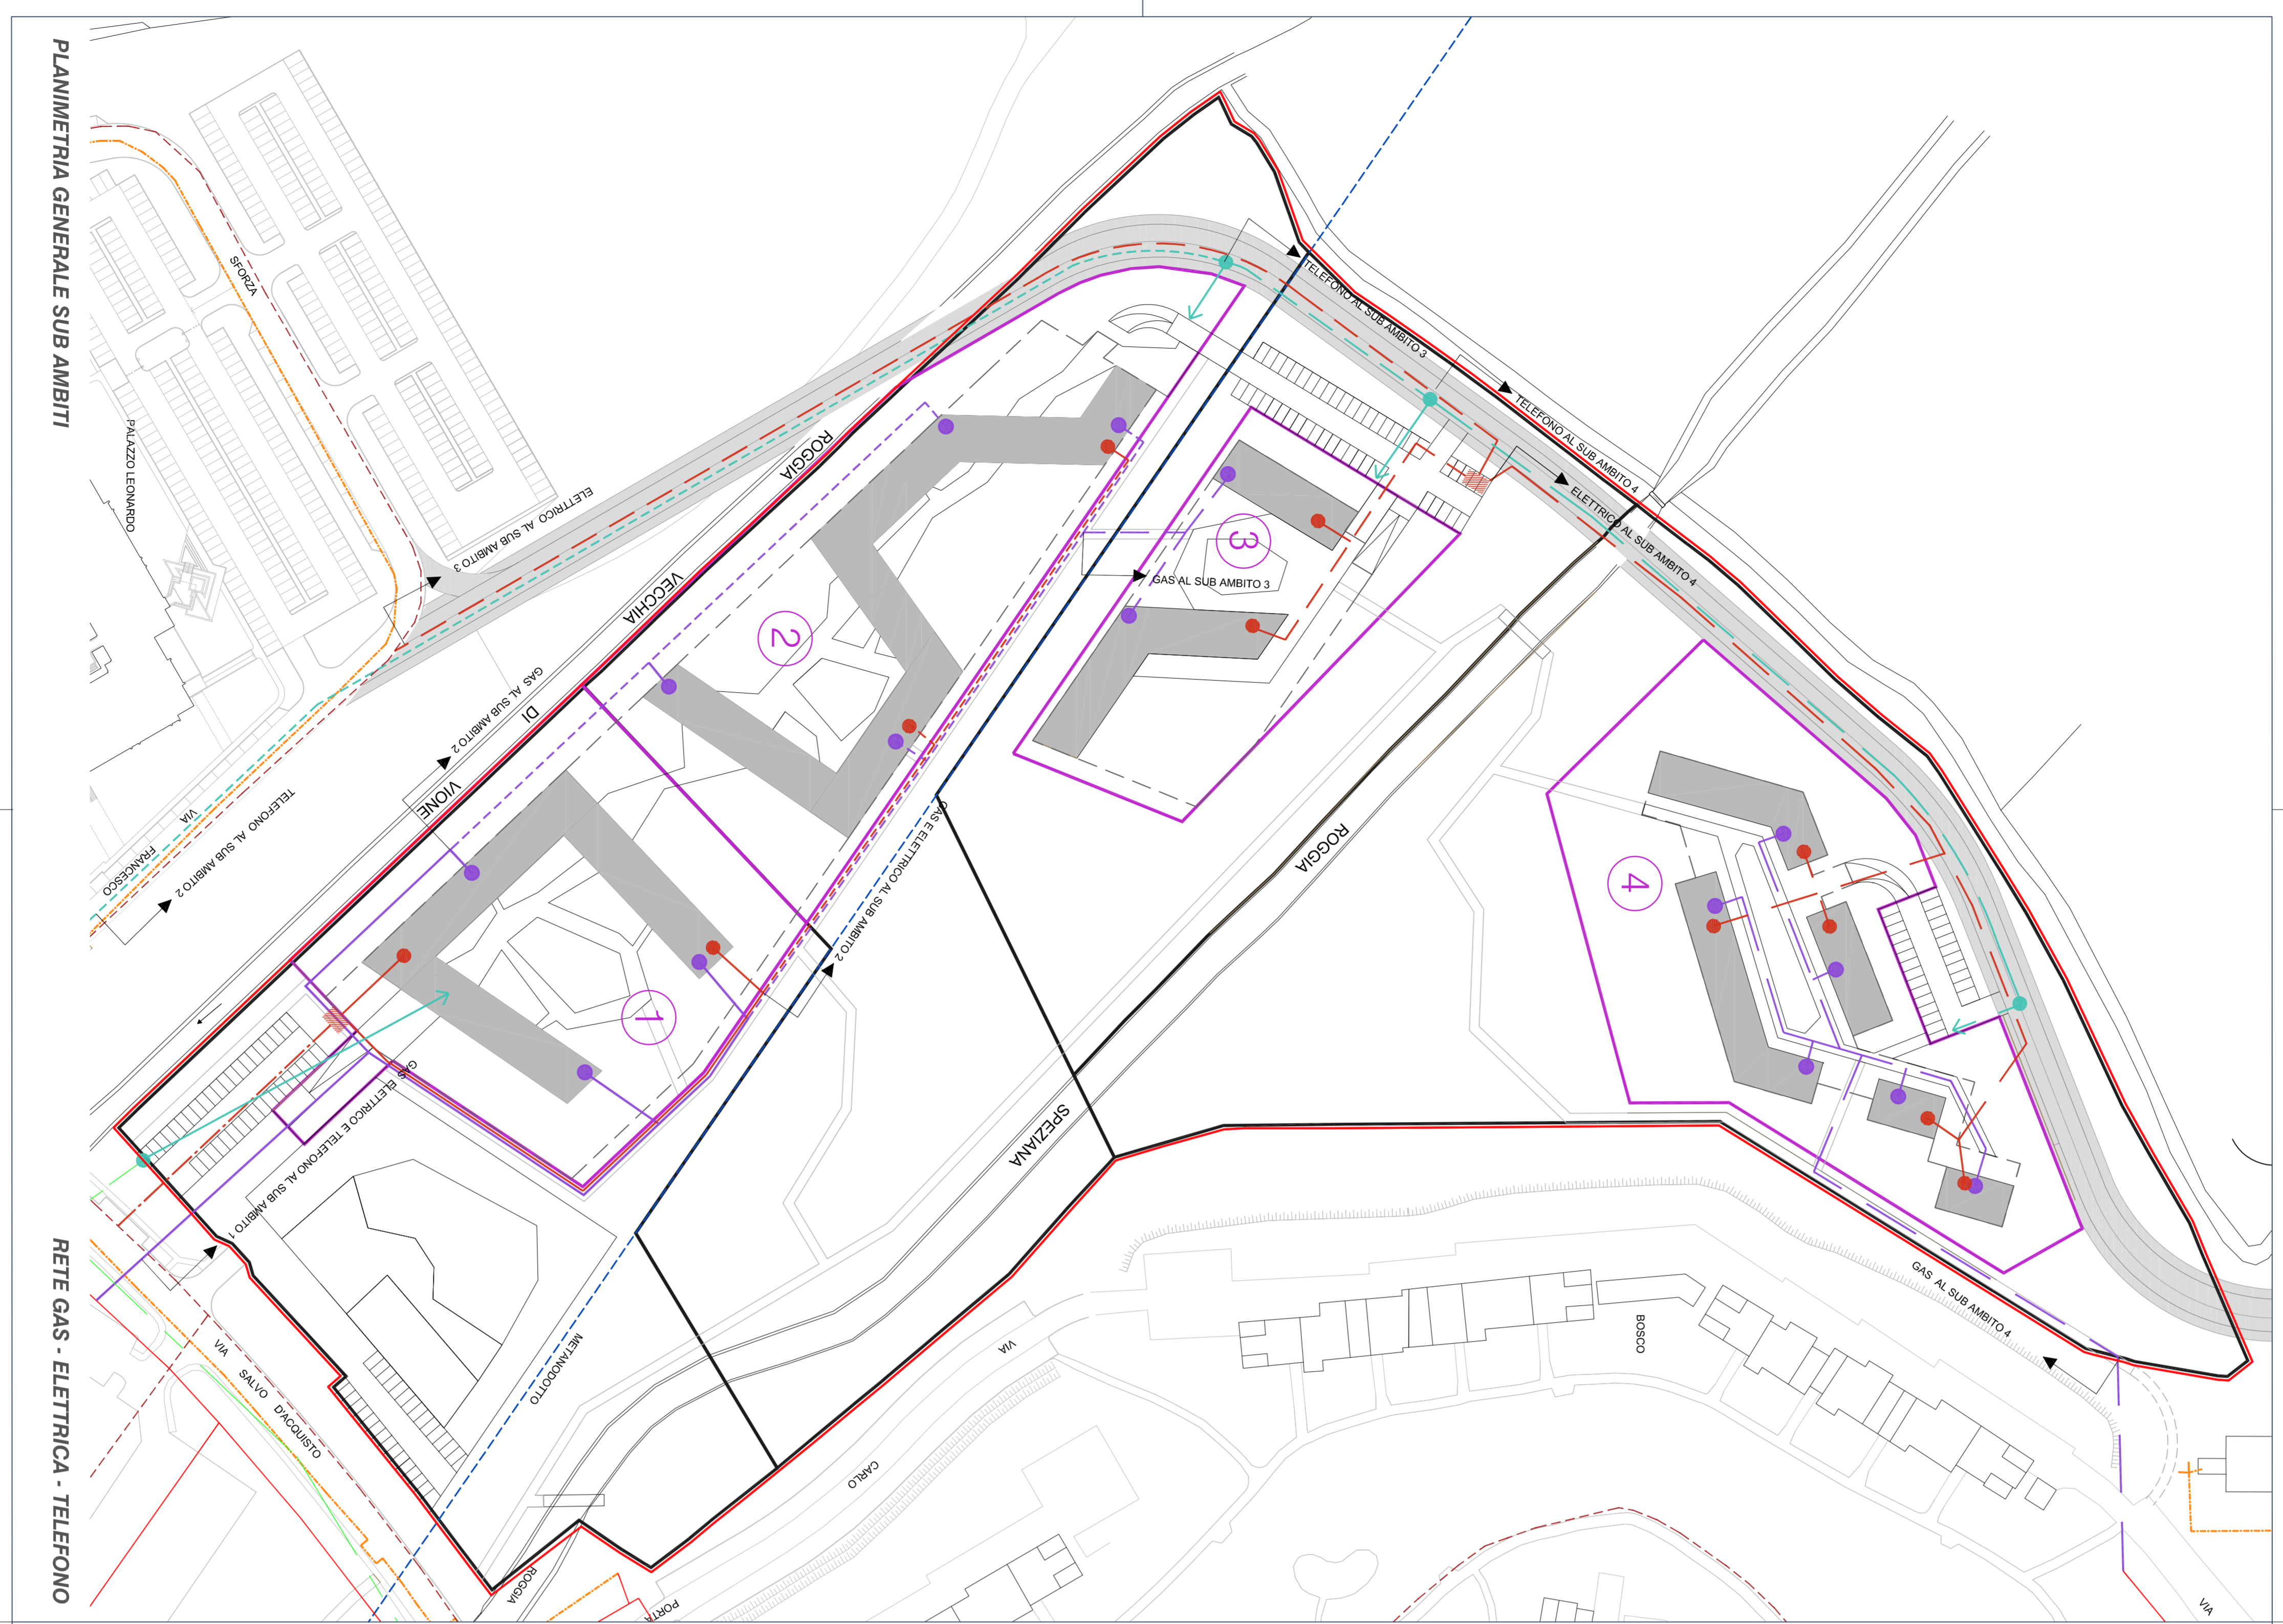 PLANIMETRIA GENERALE SUB AMBITI
RETE GAS - ELETTRICA - TELEFONO
SFORZA
PALAZZO LEONARDO
ELETTRICO AL SUB AMBITO 3
GAS AL SUB AMBITO 2
TELEFONO AL SUB AMBITO 2
VIA
FRANCESCO
ROGGIA
VECCHIA
DI
VIONE
TELEFONO AL SUB AMBITO 3
TELEFONO AL SUB AMBITO 4
ELETTRICO AL SUB AMBITO 4
GAS AL SUB AMBITO 3
GAS E ELETTRICO AL SUB AMBITO 2
GAS ELETTRICO E TELEFONO AL SUB AMBITO 1
1
2
3
4
ROGGIA
SPEZIANA
METANODOTTO
VIA
SALVO
D'ACQUISTO
ROGGIA
PORTA
CARLO
VIA
BOSCO
GAS AL SUB AMBITO 4
VIA